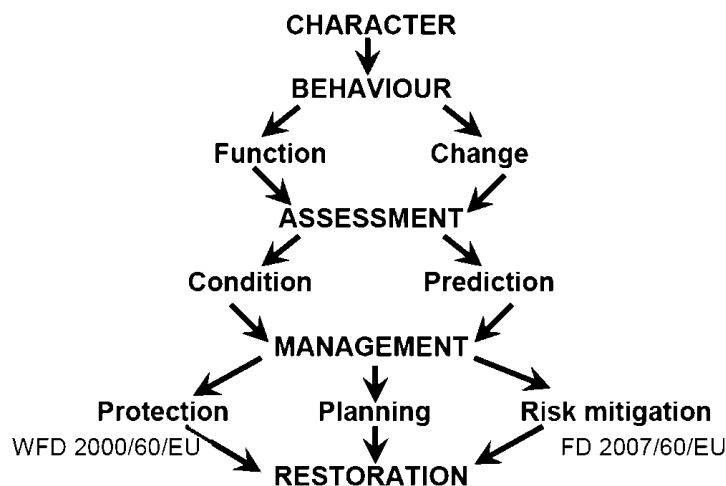 CHARACTER
BEHAVIOUR
Function Change
ASSESSMENT
Condition Prediction
MANAGEMENT
Protection Planning Risk mitigation
WFD 2000/60/EU FD 2007/60/EU
RESTORATION